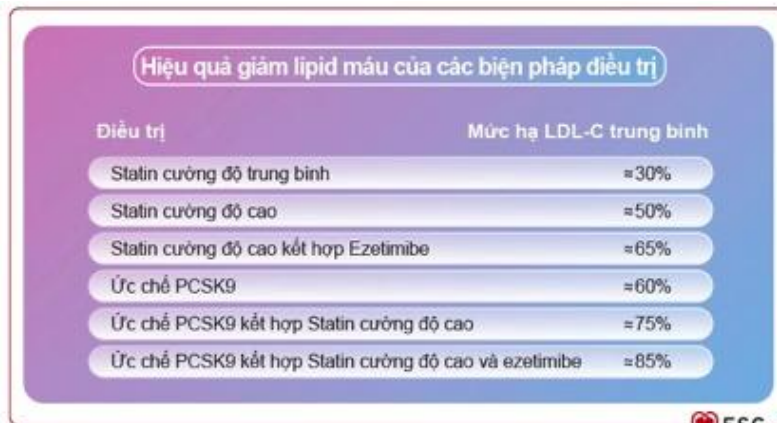 Hiệu quả giảm lipid máu của các biện pháp điều trị
Điều trị Mức hạ LDL-C trung bình
Statin cường độ trung bình ≈30%
Statin cường độ cao ≈50%
Statin cường độ cao kết hợp Ezetimibe ≈65%
Ức chế PCSK9 ≈60%
Ức chế PCSK9 kết hợp Statin cường độ cao ≈75%
Ức chế PCSK9 kết hợp Statin cường độ cao và ezetimibe ≈85%